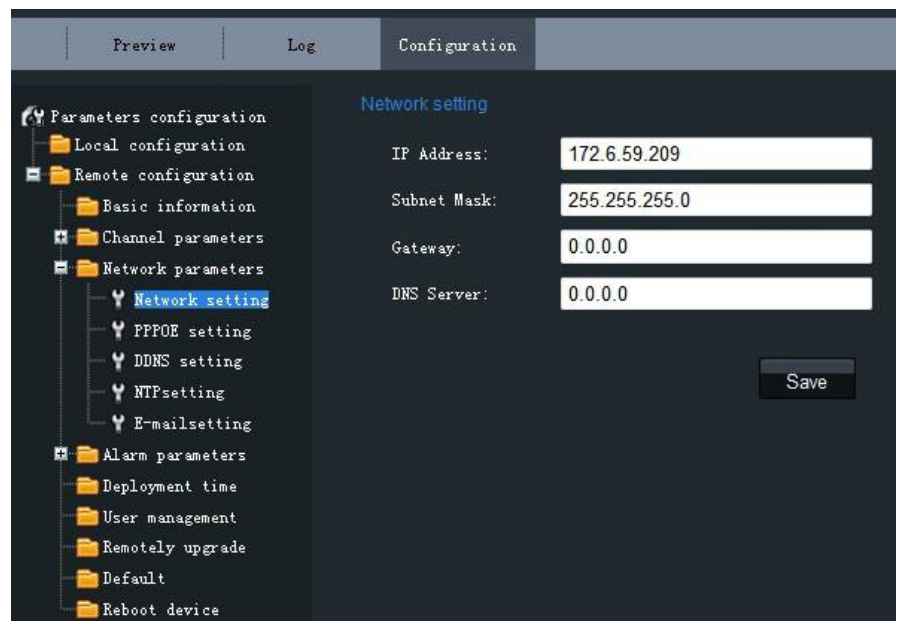 Preview Log Configuration
Parameters configuration
Local configuration
Remote configuration
Basic information
Channel parameters
Network parameters
Network setting
PPPOE setting
DDNS setting
NTPsetting
E-mailsetting
Alarm parameters
Deployment time
User management
Remotely upgrade
Default
Reboot device
Network setting
IP Address: 172.6.59.209
Subnet Mask: 255.255.255.0
Gateway: 0.0.0.0
DNS Server: 0.0.0.0
Save